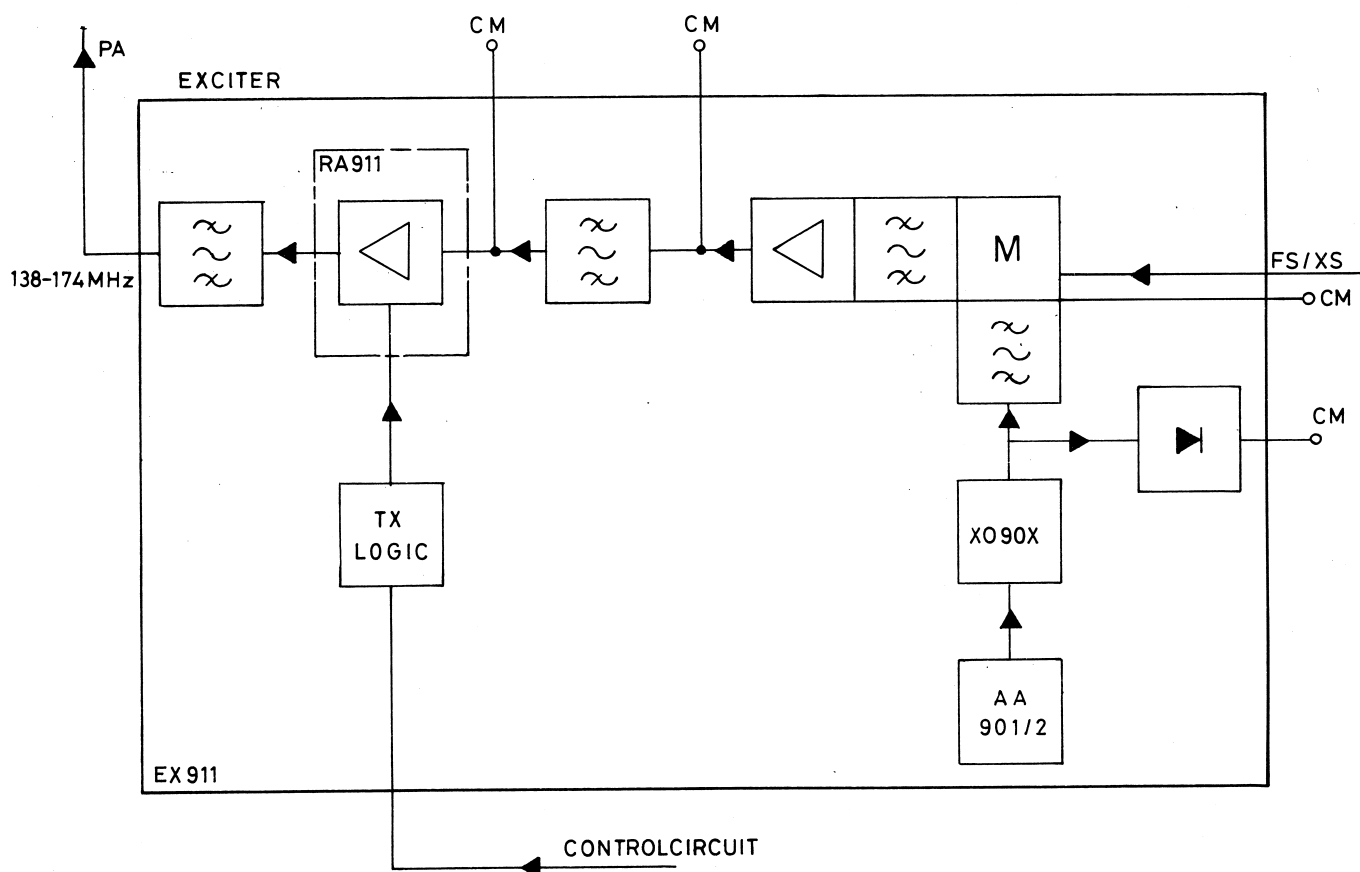 CM
CM
PA
EXCITER
RA911
M
FS/XS
138-174MHz
CM
CM
TX
LOGIC
XO90X
AA
901/2
EX911
CONTROLCIRCUIT